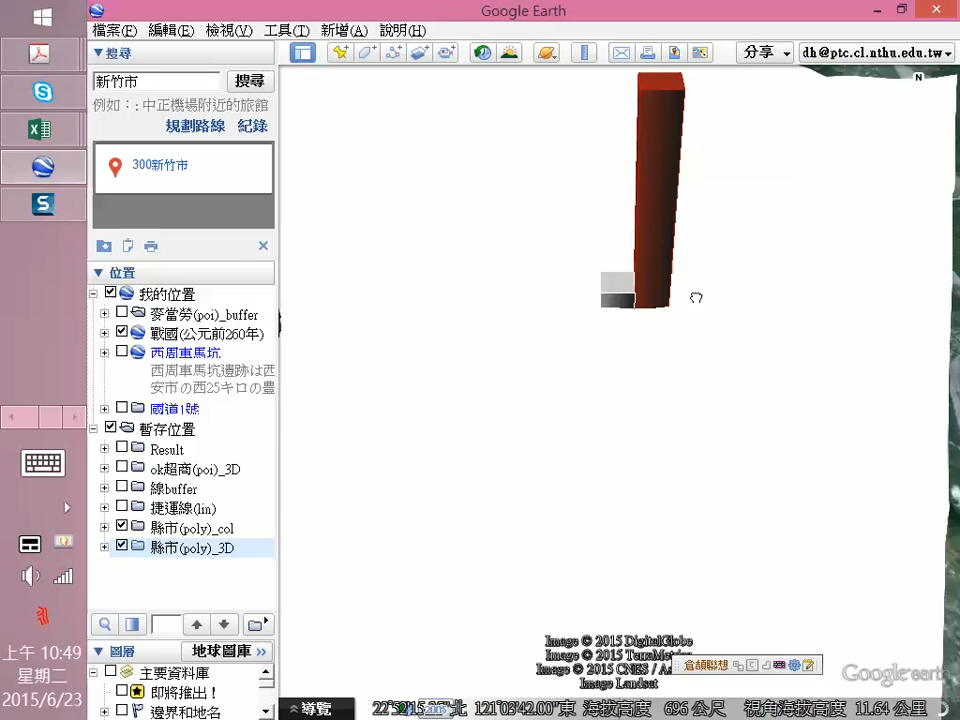 Google Earth
檔案(F) 編輯(E) 檢視(V) 工具(T) 新增(A) 說明(H)
搜尋
分享
dh@ptc.cl.nthu.edu.tw
新竹市
搜尋
例如：: 中正機場附近的旅館
規劃路線 紀錄
300新竹市
N
位置
我的位置
麥當勞(poi)_buffer
戰國(公元前260年)
西周車馬坑
西周車馬坑遺跡は西
安市の西25キロの豊
國道1號
暫存位置
Result
ok超商(poi)_3D
線buffer
捷運線(lin)
縣市(poly)_col
縣市(poly)_3D
圖層
地球圖庫 >>
主要資料庫
即將推出！
邊界和地名
上午 10:49
星期二
2015/6/23
Image © 2015 DigitalGlobe
Image © 2015 TerraMetrics
Image © 2015 CNES / As
Image Landsat
倉頡聯想
Google earth
導覽
北 121°03'42.00"東 海拔高度 696 公尺 視角海拔高度 11.64 公里